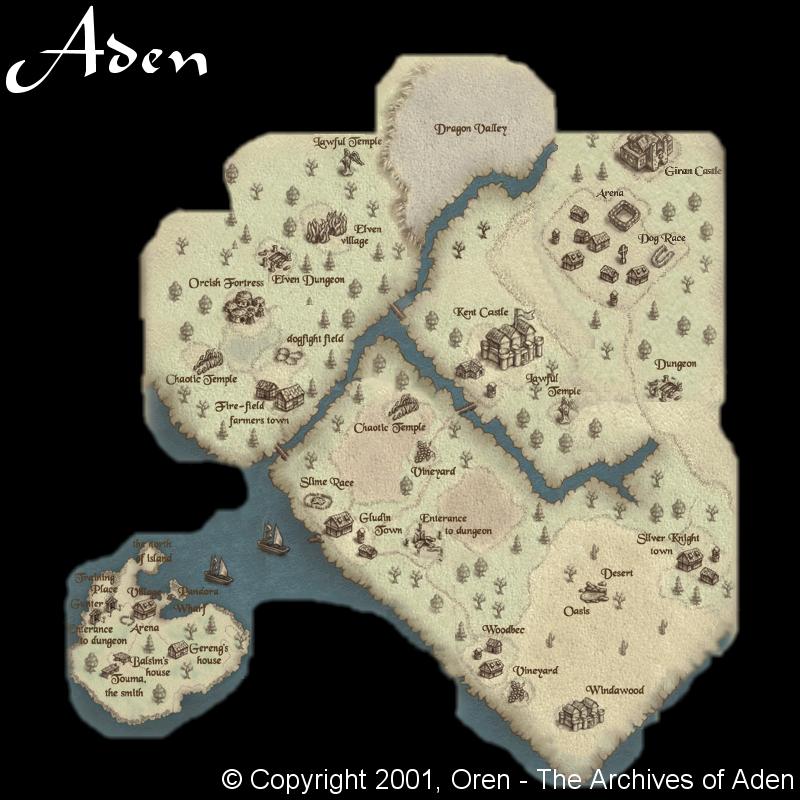 Aden
Dragon Valley
Lawful Temple
Giran Castle
Arena
Elven
village
Dog Race
Elven Dungeon
Orcish Fortress
Kent Castle
dogfight field
Chaotic Temple
Dungeon
Lawful
Temple
Fire-field
farmers town
Chaotic Temple
Vineyard
Slime Race
Gludin
Town
Enterance
to dungeon
Silver Knight
town
the north
of island
Desert
Training
Place
Village
Pandora
Oasis
Gunter
Wharf
Enterance
to dungeon
Arena
Woodbec
Gereng's
house
Balsim's
house
Vineyard
Touma,
the smith
Windawood
© Copyright 2001, Oren - The Archives of Aden